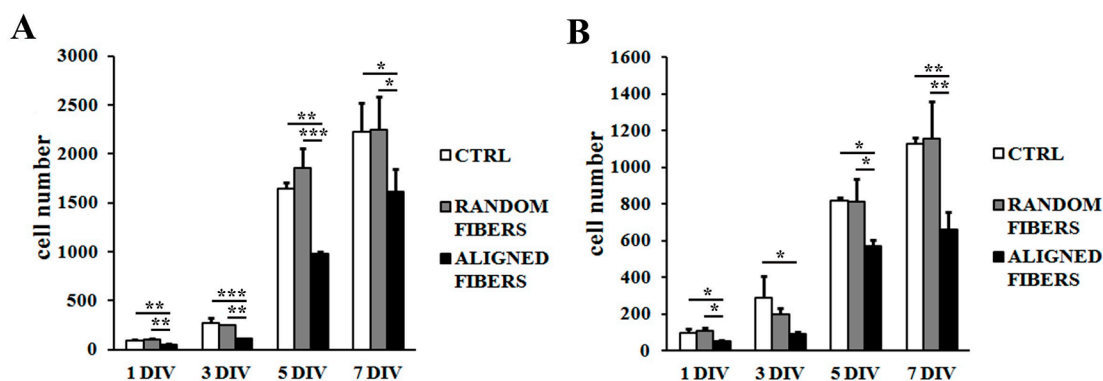 A
3000
2500
2000
1500
1000
500
0
cell number
** 
**
***
**
**
***
*
*
1 DIV 3 DIV 5 DIV 7 DIV
CTRL
RANDOM
FIBERS
ALIGNED
FIBERS
B
1600
1400
1200
1000
800
600
400
200
0
cell number
*
*
*
*
*
**
**
1 DIV 3 DIV 5 DIV 7 DIV
CTRL
RANDOM
FIBERS
ALIGNED
FIBERS